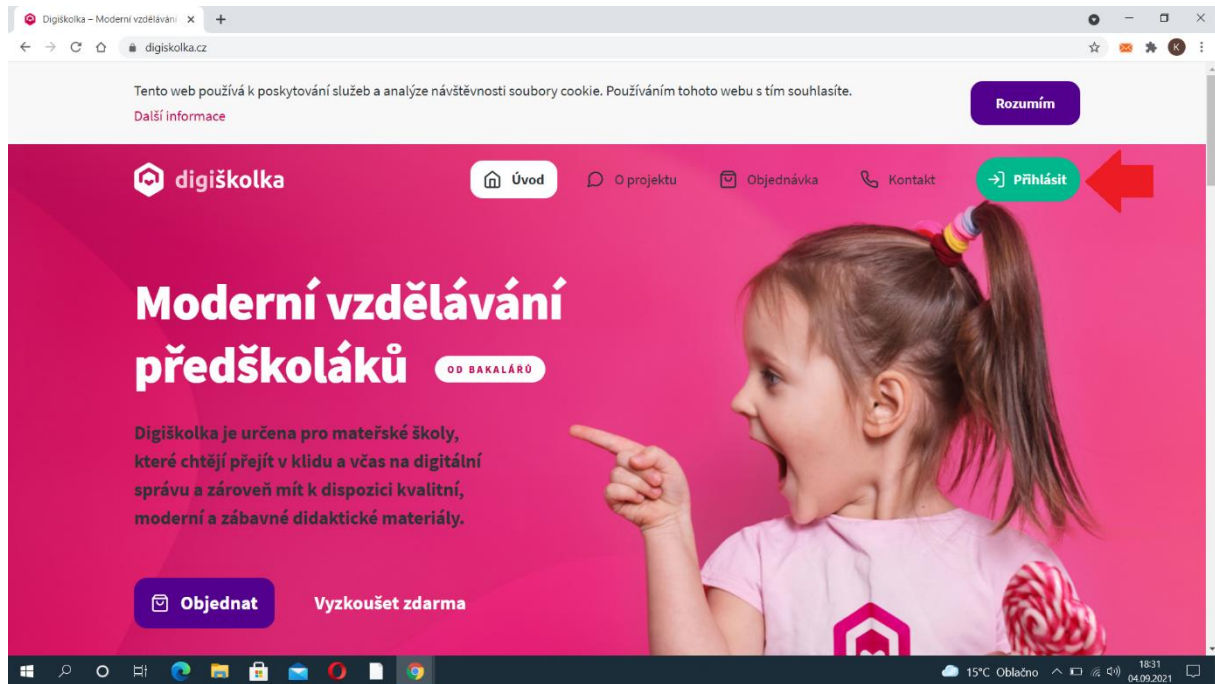 Digiškolka – Moderní vzdělávání
digiskolka.cz
K
Tento web používá k poskytování služeb a analýze návštěvnosti soubory cookie. Používáním tohoto webu s tím souhlasíte.
Další informace
Rozumím
digiškolka
Úvod
O projektu
Objednávka
Kontakt
Přihlásit
Moderní vzdělávání
předškoláků
OD BAKALÁŘŮ
Digiškolka je určena pro mateřské školy,
které chtějí přejít v klidu a včas na digitální
správu a zároveň mít k dispozici kvalitní,
moderní a zábavné didaktické materiály.
Objednat
Vyzkoušet zdarma
15°C Oblačno
18:31
04.09.2021